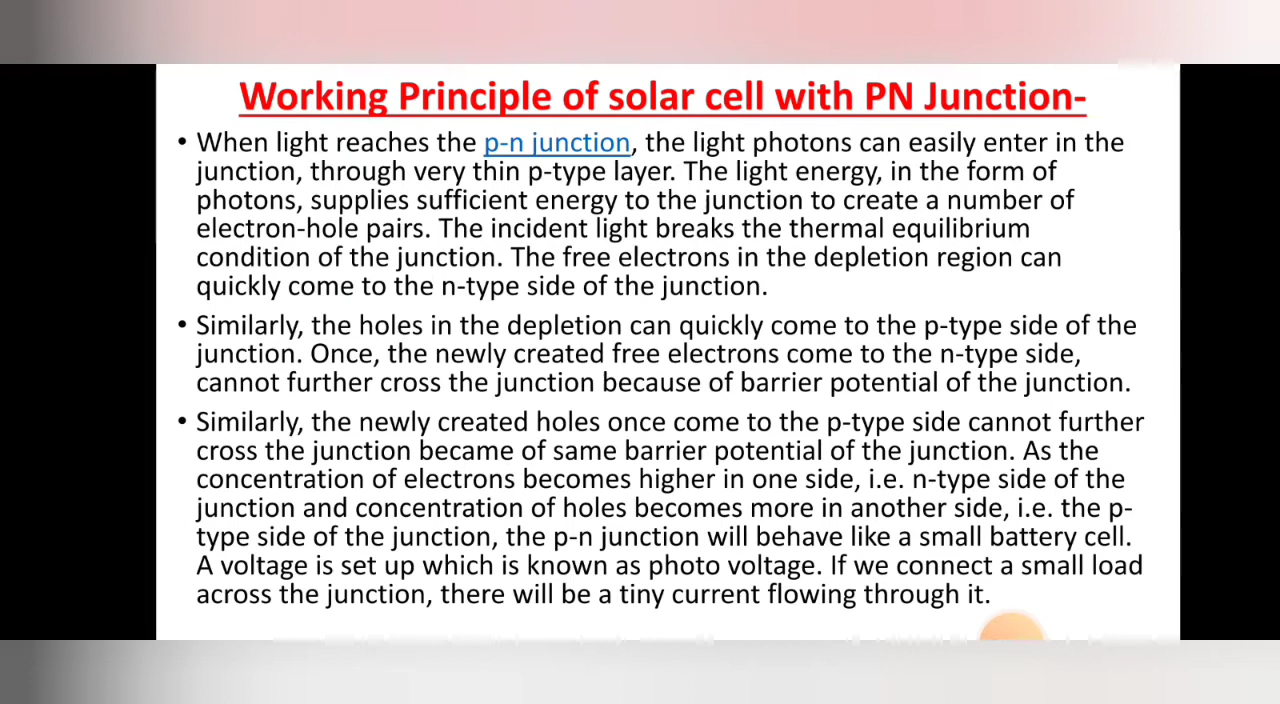 Working Principle of solar cell with PN Junction-
• When light reaches the p-n junction, the light photons can easily enter in the
junction, through very thin p-type layer. The light energy, in the form of
photons, supplies sufficient energy to the junction to create a number of
electron-hole pairs. The incident light breaks the thermal equilibrium
condition of the junction. The free electrons in the depletion region can
quickly come to the n-type side of the junction.
• Similarly, the holes in the depletion can quickly come to the p-type side of the
junction. Once, the newly created free electrons come to the n-type side,
cannot further cross the junction because of barrier potential of the junction.
• Similarly, the newly created holes once come to the p-type side cannot further
cross the junction became of same barrier potential of the junction. As the
concentration of electrons becomes higher in one side, i.e. n-type side of the
junction and concentration of holes becomes more in another side, i.e. the p-
type side of the junction, the p-n junction will behave like a small battery cell.
A voltage is set up which is known as photo voltage. If we connect a small load
across the junction, there will be a tiny current flowing through it.